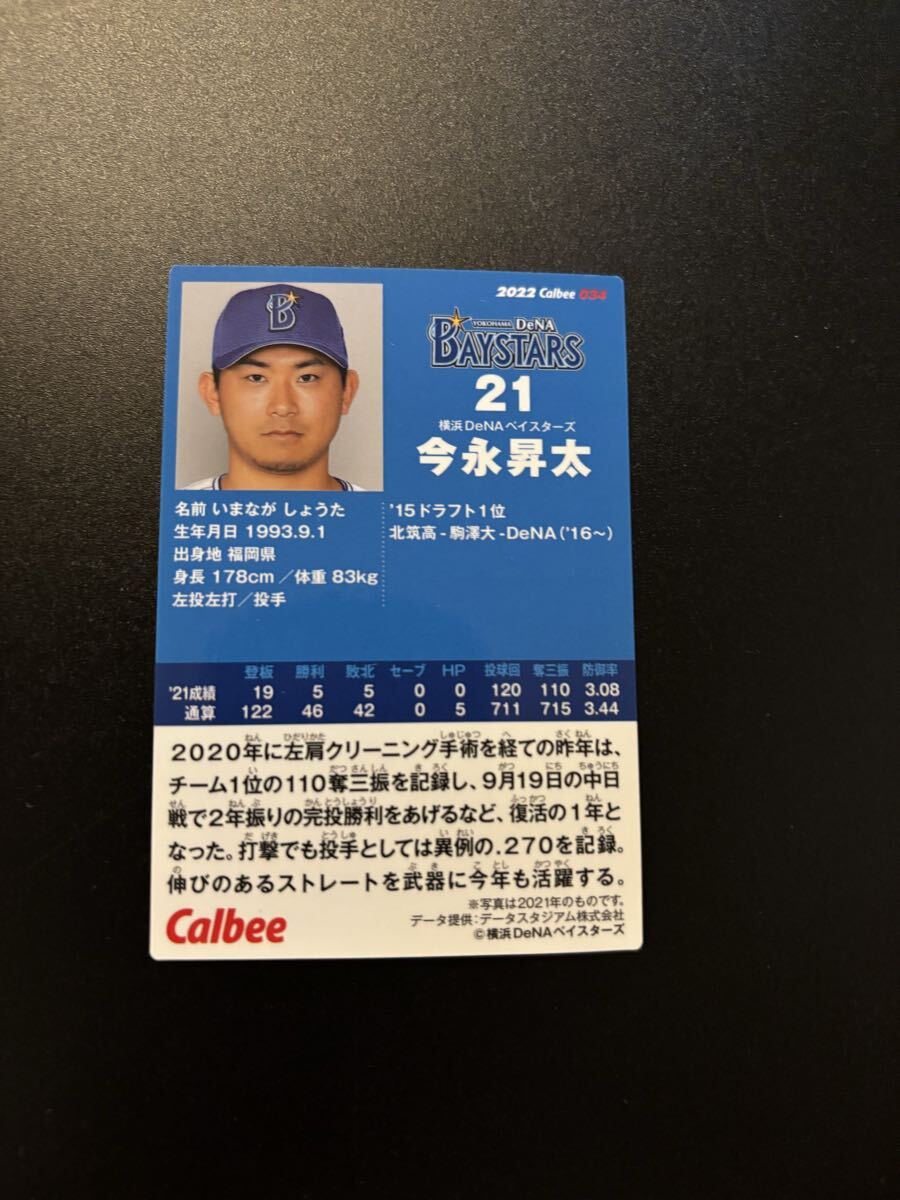 2022 Calbee 034
B
YOKOHAMA DeNA
BAYSTARS
21
横浜DeNAベイスターズ
今永昇太
名前 いまなが しょうた
生年月日 1993.9.1
出身地 福岡県
身長 178cm／体重 83kg
左投左打／投手
'15ドラフト1位
北筑高-駒澤大-DeNA('16～)
登板 勝利 敗北 セーブ HP 投球回 奪三振 防御率
'21成績 19 5 5 0 0 120 110 3.08
通算 122 46 42 0 5 711 715 3.44
2020年に左肩クリーニング手術を経ての昨年は、
チーム1位の110奪三振を記録し、9月19日の中日
戦で2年振りの完投勝利をあげるなど、復活の1年と
なった。打撃でも投手としては異例の.270を記録。
伸びのあるストレートを武器に今年も活躍する。
※写真は2021年のものです。
データ提供：データスタジアム株式会社
©横浜DeNAベイスターズ
Calbee